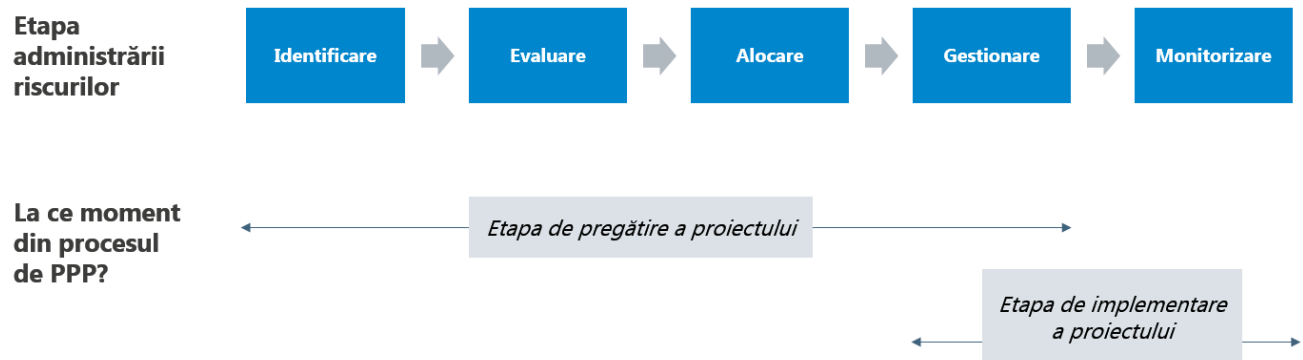 Etapa
administrării
riscurilor
Identificare
Evaluare
Alocare
Gestionare
Monitorizare
La ce moment
din procesul
de PPP?
Etapa de pregătire a proiectului
Etapa de implementare
a proiectului